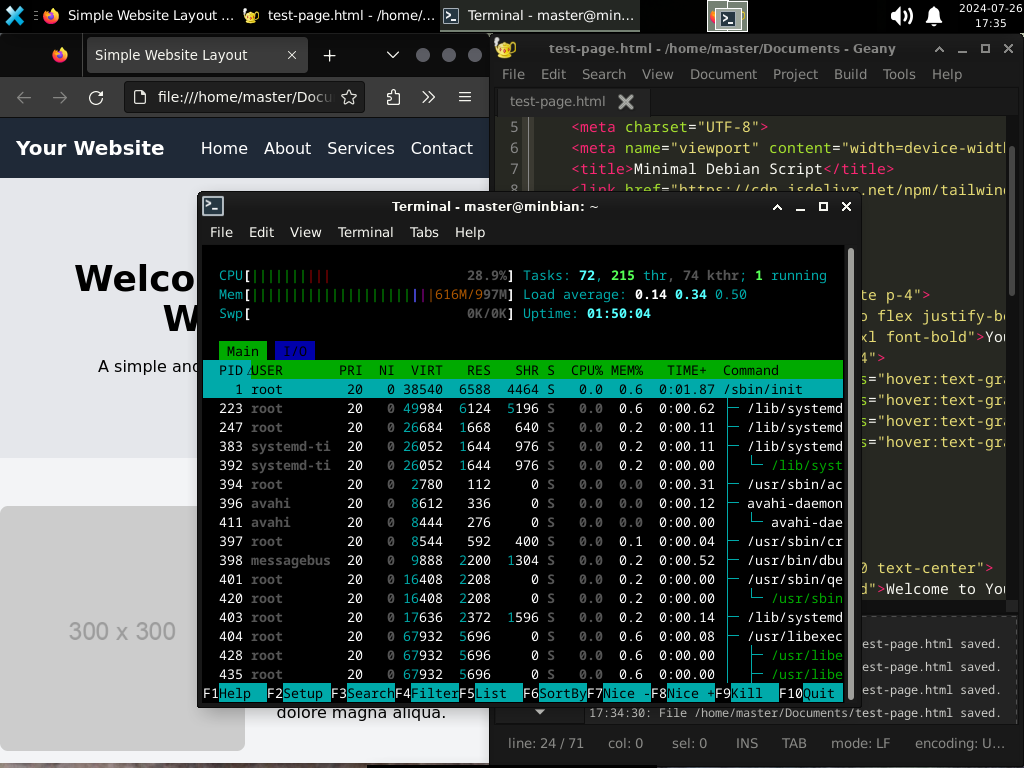 Simple Website Layout ...
test-page.html - /home/...
Terminal - master@min...
2024-07-26
17:35
Simple Website Layout
file:///home/master/Docu
Your Website
Home About Services Contact
Welco
W
A simple and
300 x 300
dolore magna aliqua.
test-page.html - /home/master/Documents - Geany
File Edit Search View Document Project Build Tools Help
test-page.html
5 <meta charset="UTF-8">
6 <meta name="viewport" content="width=device-widt
7 <title>Minimal Debian Script</title>
8 <link href="https://cdn.jsdelivr.net/npm/tailwin
te p-4">
o flex justify-b
xl font-bold">Yo
4">
s="hover:text-gra
s="hover:text-gra
s="hover:text-gra
s="hover:text-gra
0 text-center">
d">Welcome to You
est-page.html saved.
est-page.html saved.
est-page.html saved.
17:34:30: File /home/master/Documents/test-page.html saved.
line: 24 / 71 col: 0 sel: 0 INS TAB mode: LF encoding: U...
Terminal - master@minbian: ~
File Edit View Terminal Tabs Help
CPU[|||||||||| 28.9%] Tasks: 72, 215 thr, 74 kthr; 1 running
Mem[|||||||||||||||||||||||616M/997M] Load average: 0.14 0.34 0.50
Swp[ 0K/0K] Uptime: 01:50:04
Main I/O
PID△USER PRI NI VIRT RES SHR S CPU% MEM% TIME+ Command
1 root 20 0 38540 6588 4464 S 0.0 0.6 0:01.87 /sbin/init
223 root 20 0 49984 6124 5196 S 0.0 0.6 0:00.62 ├─ /lib/systemd
247 root 20 0 26684 1668 640 S 0.0 0.2 0:00.11 ├─ /lib/systemd
383 systemd-ti 20 0 26052 1644 976 S 0.0 0.2 0:00.11 ├─ /lib/systemd
392 systemd-ti 20 0 26052 1644 976 S 0.0 0.2 0:00.00 │ └─ /lib/syst
394 root 20 0 2780 112 0 S 0.0 0.0 0:00.31 ├─ /usr/sbin/ac
396 avahi 20 0 8612 336 0 S 0.0 0.0 0:00.12 ├─ avahi-daemon
411 avahi 20 0 8444 276 0 S 0.0 0.0 0:00.00 │ └─ avahi-dae
397 root 20 0 8544 592 400 S 0.0 0.1 0:00.04 ├─ /usr/sbin/cr
398 messagebus 20 0 9888 2200 1304 S 0.0 0.2 0:00.52 ├─ /usr/bin/dbu
401 root 20 0 16408 2208 0 S 0.0 0.2 0:00.00 ├─ /usr/sbin/qe
420 root 20 0 16408 2208 0 S 0.0 0.2 0:00.00 │ └─ /usr/sbin
403 root 20 0 17636 2372 1596 S 0.0 0.2 0:00.14 ├─ /lib/systemd
404 root 20 0 67932 5696 0 S 0.0 0.6 0:00.08 ├─ /usr/libexec
428 root 20 0 67932 5696 0 S 0.0 0.6 0:00.00 │ ├─ /usr/libe
435 root 20 0 67932 5696 0 S 0.0 0.6 0:00.00 │ ├─ /usr/libe
F1Help F2Setup F3SearchF4FilterF5List F6SortByF7Nice -F8Nice +F9Kill F10Quit